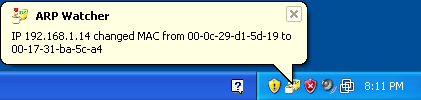 ARP Watcher
IP 192.168.1.14 changed MAC from 00-0c-29-d1-5d-19 to
00-17-31-ba-5c-a4
?
8:11 PM